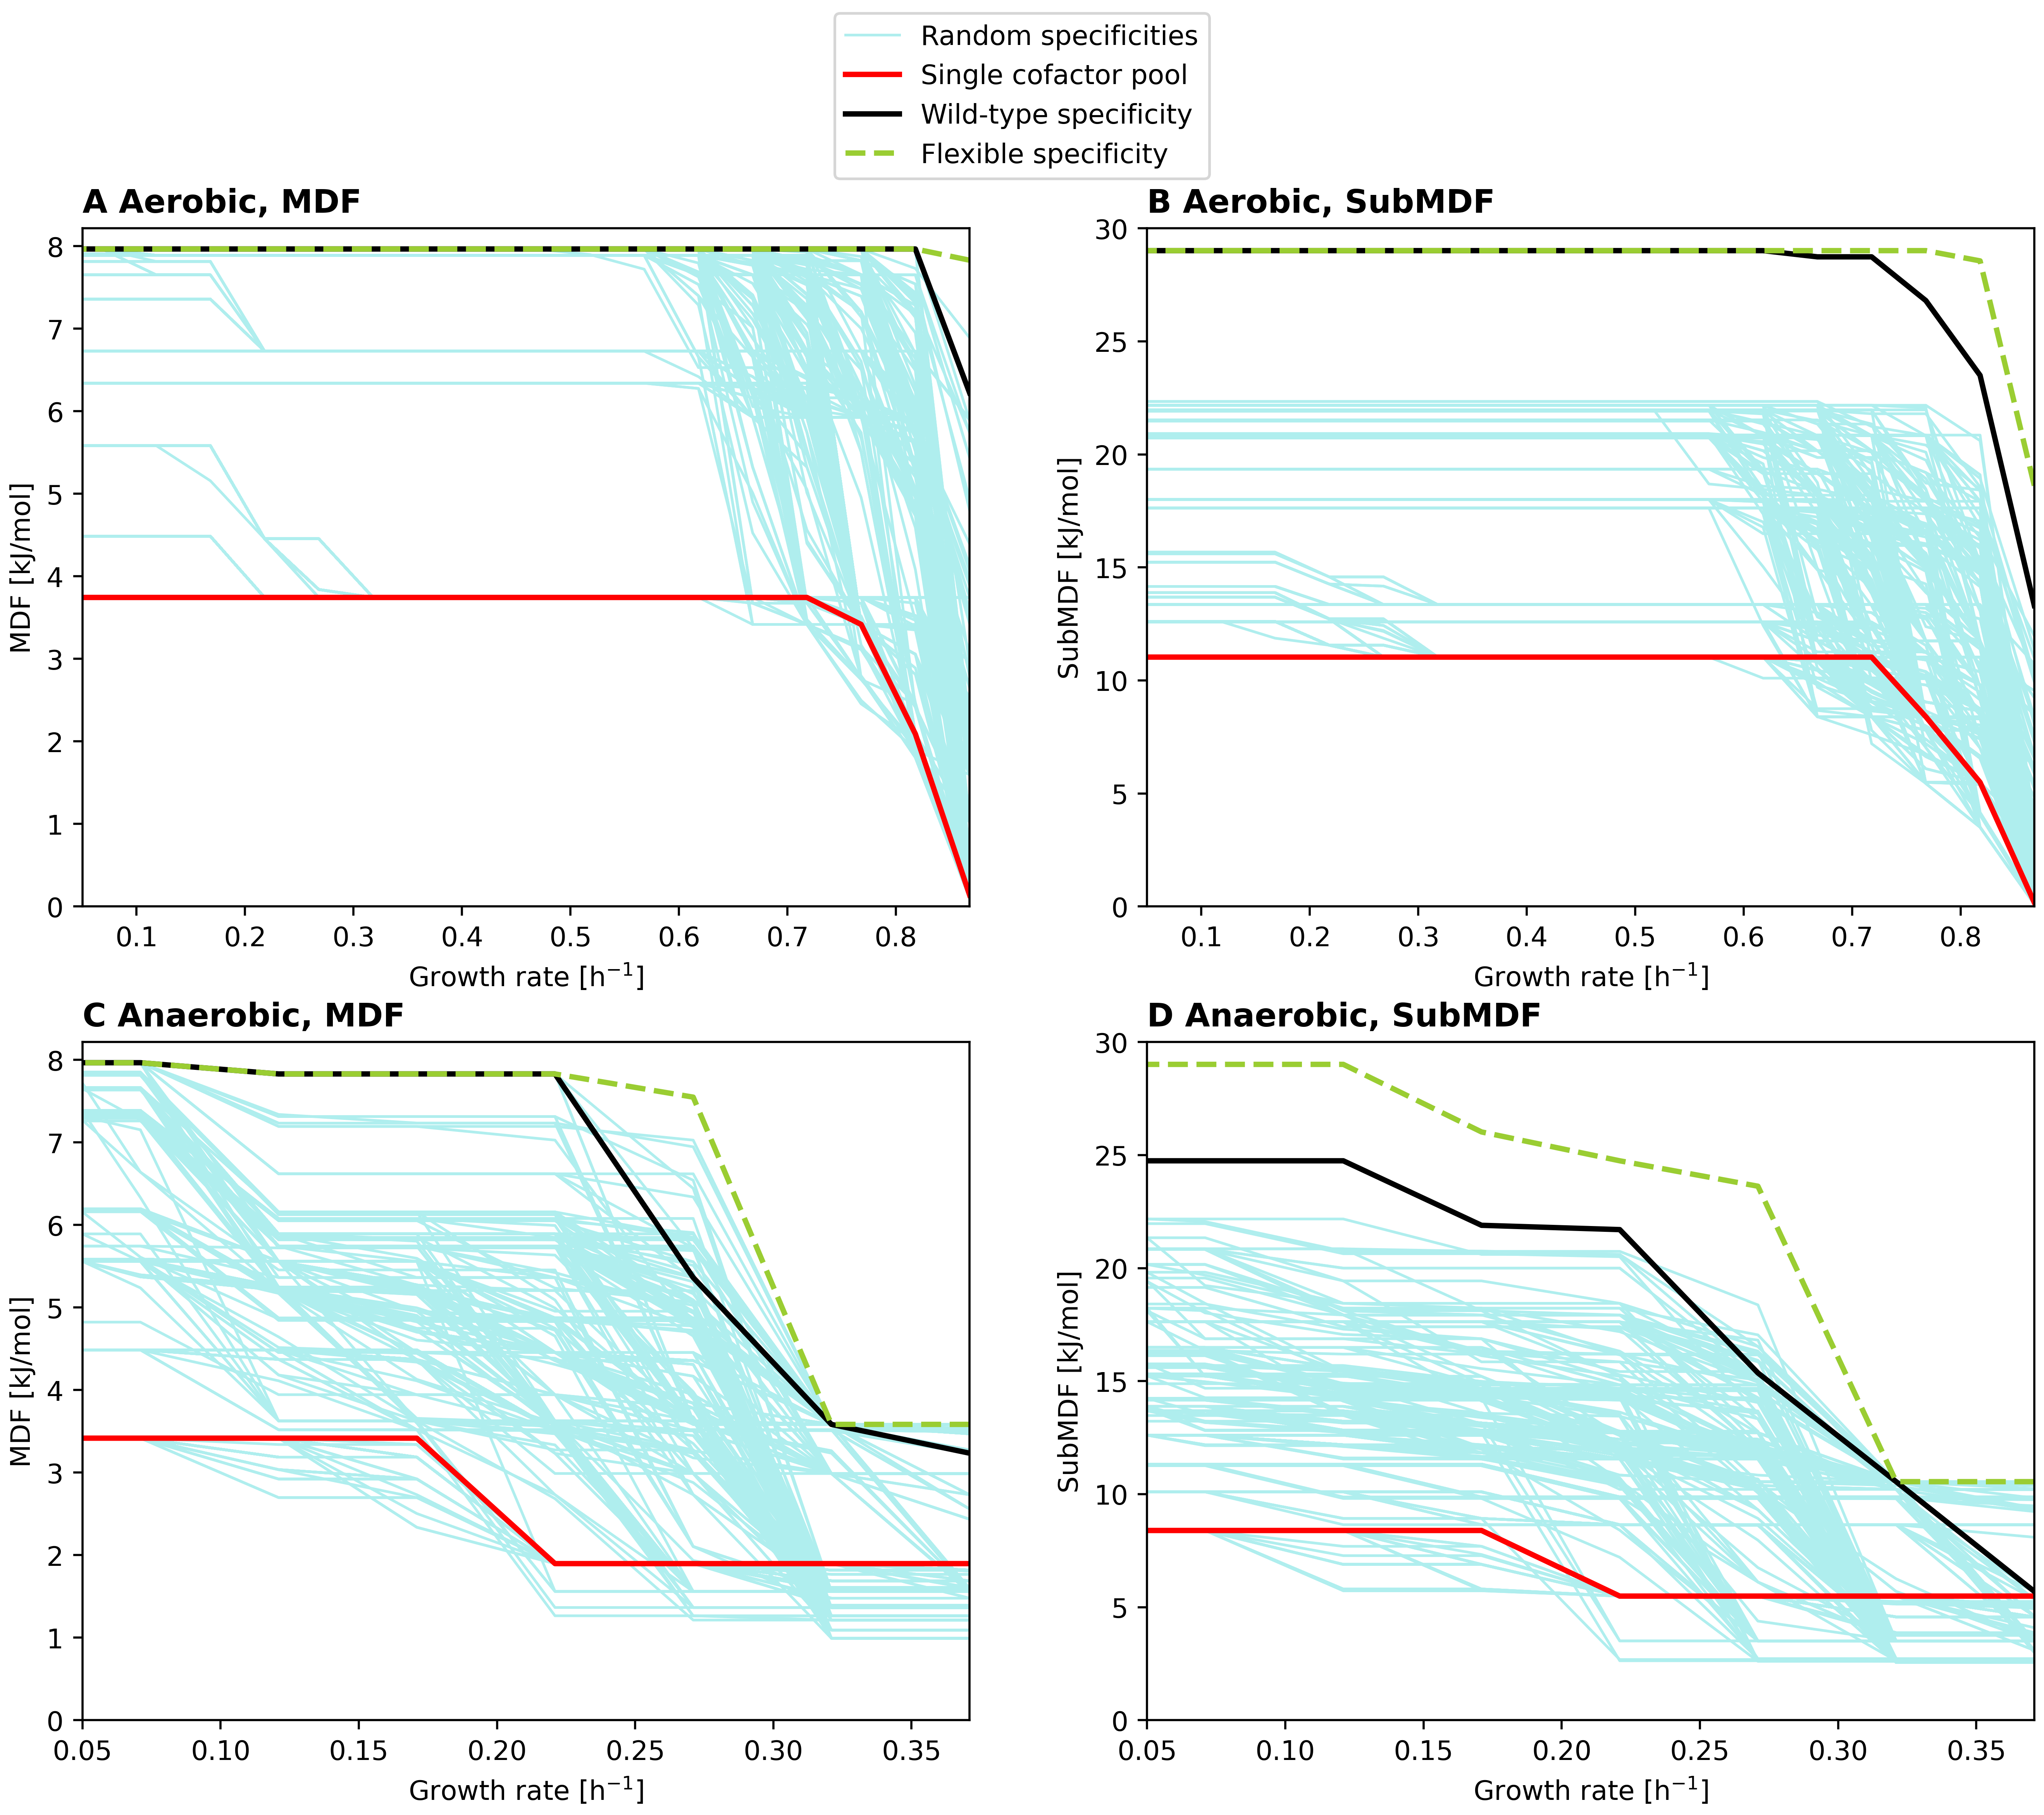 Random specificities
Single cofactor pool
Wild-type specificity
Flexible specificity
A Aerobic, MDF
8
7
6
5
4
3
2
1
0
MDF [kJ/mol]
0.1 0.2 0.3 0.4 0.5 0.6 0.7 0.8
Growth rate [h⁻¹]
B Aerobic, SubMDF
30
25
20
15
10
5
0
SubMDF [kJ/mol]
0.1 0.2 0.3 0.4 0.5 0.6 0.7 0.8
Growth rate [h⁻¹]
C Anaerobic, MDF
8
7
6
5
4
3
2
1
0
MDF [kJ/mol]
0.05 0.10 0.15 0.20 0.25 0.30 0.35
Growth rate [h⁻¹]
D Anaerobic, SubMDF
30
25
20
15
10
5
0
SubMDF [kJ/mol]
0.05 0.10 0.15 0.20 0.25 0.30 0.35
Growth rate [h⁻¹]